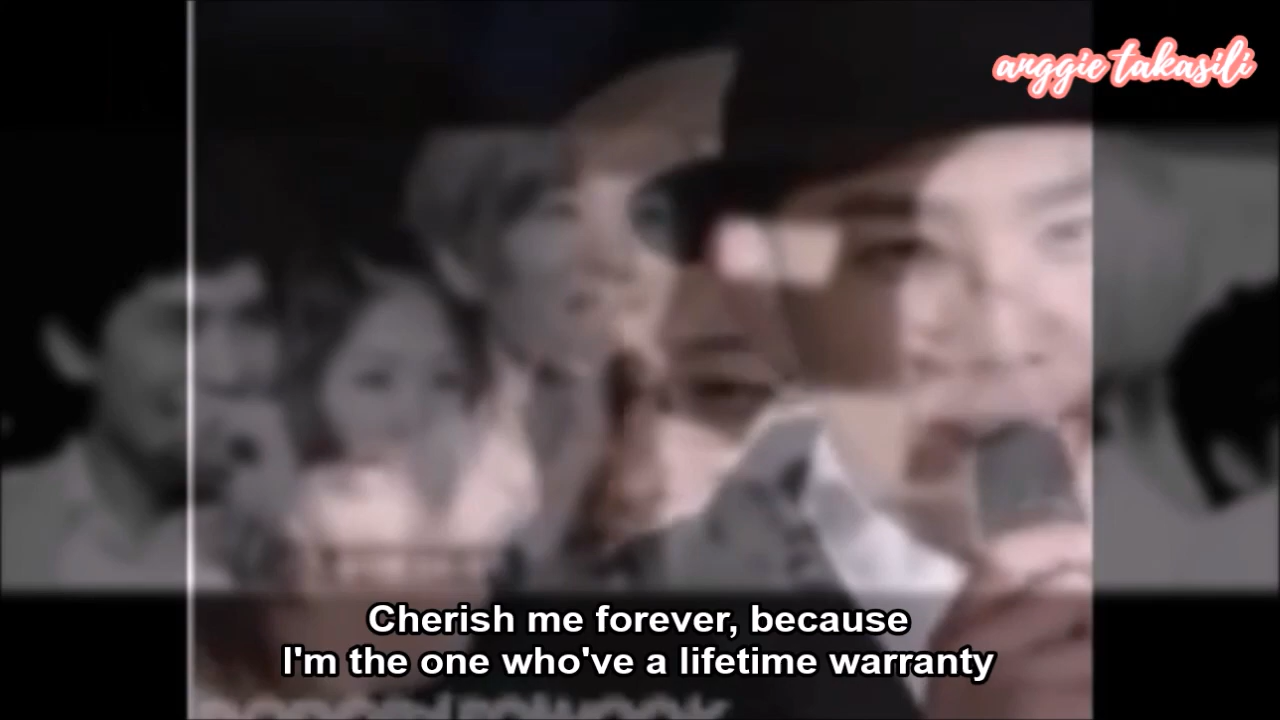 anggie takasili
Cherish me forever, because
I'm the one who've a lifetime warranty